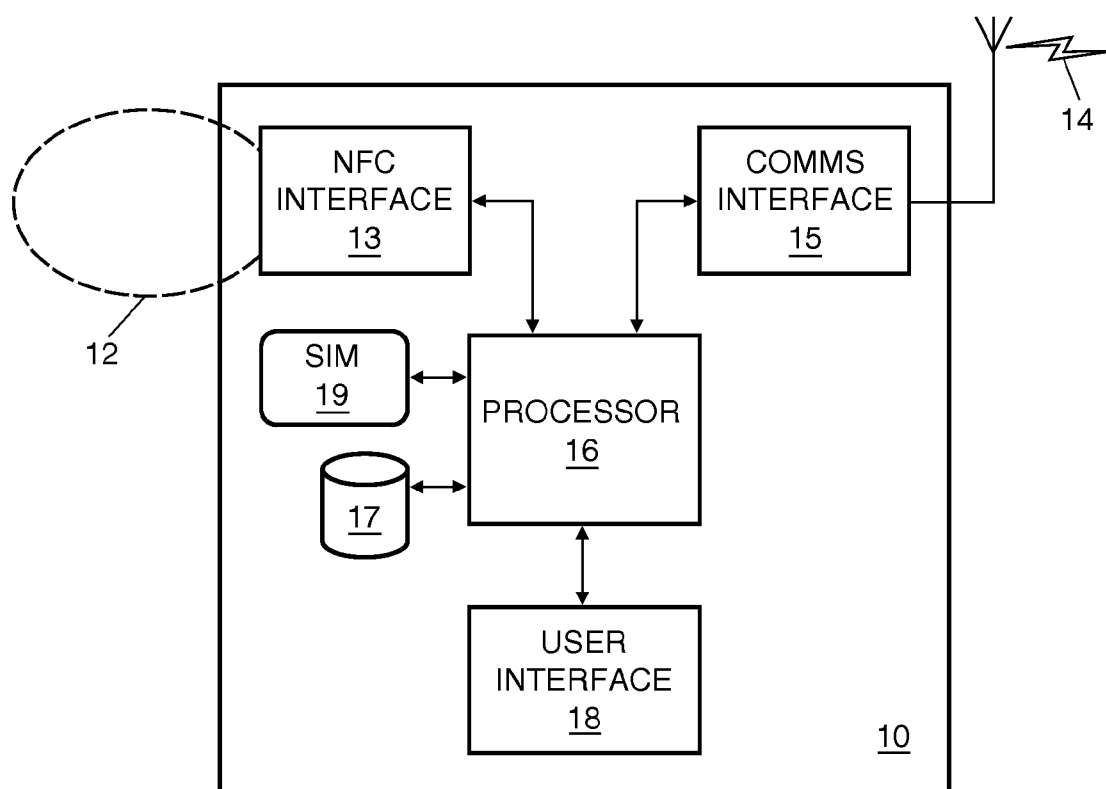 14
NFC
INTERFACE
13
COMMS
INTERFACE
15
12
SIM
19
PROCESSOR
16
17
USER
INTERFACE
18
10